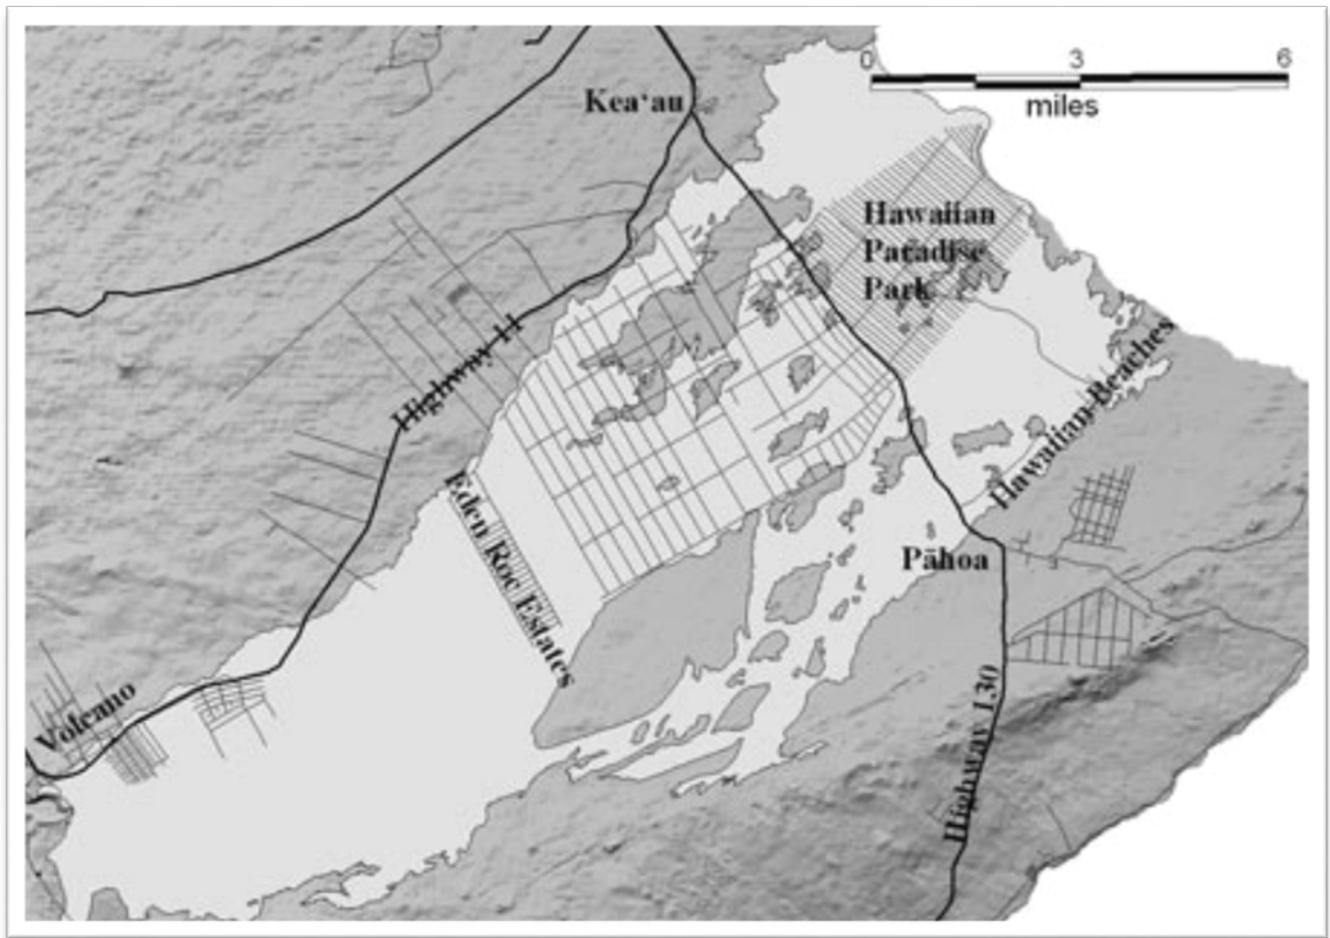 0 3 6
miles
Kea‘au
Hawaiian
Paradise
Park
Highway 11
Hawaiian Beaches
Eden Roc Estates
Pāhoa
Volcano
Highway 130